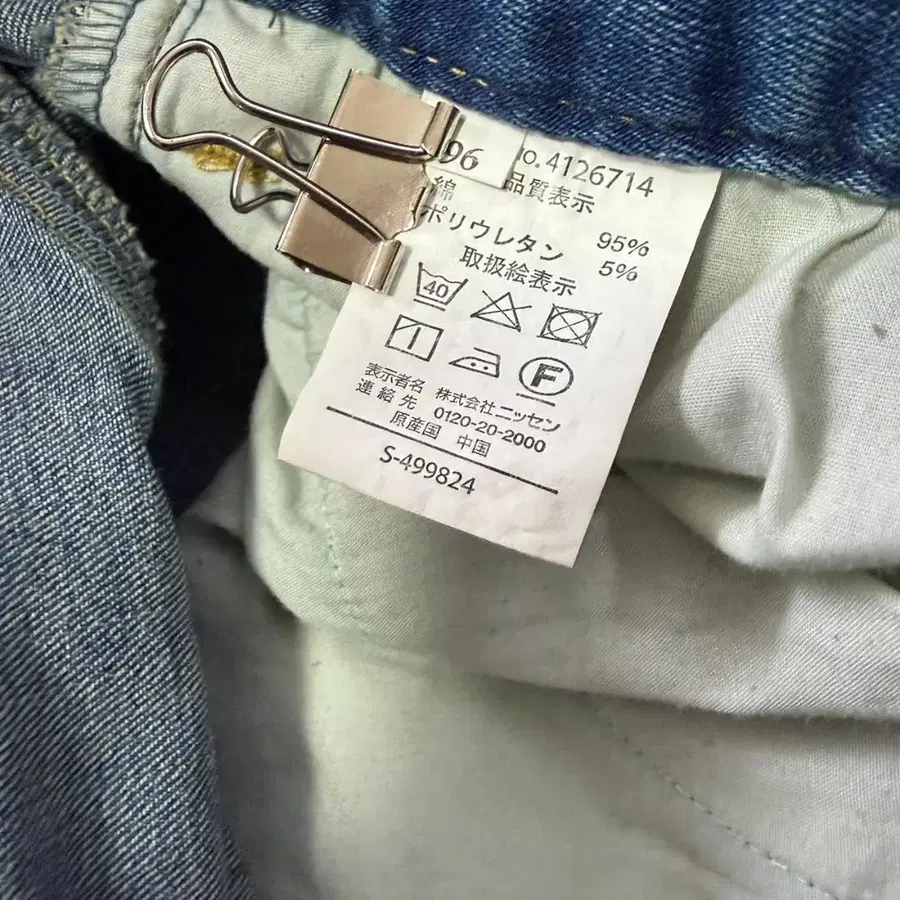 96
No. 4126714
品質表示
綿 95%
ポリウレタン 5%
取扱絵表示
40
F
表示者名 株式会社ニッセン
連絡先 0120-20-2000
原産国 中国
S-499824